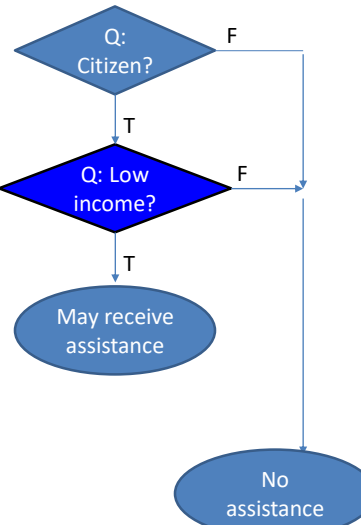 Q:
Citizen?
F
T
Q: Low
income?
F
T
May receive
assistance
No
assistance